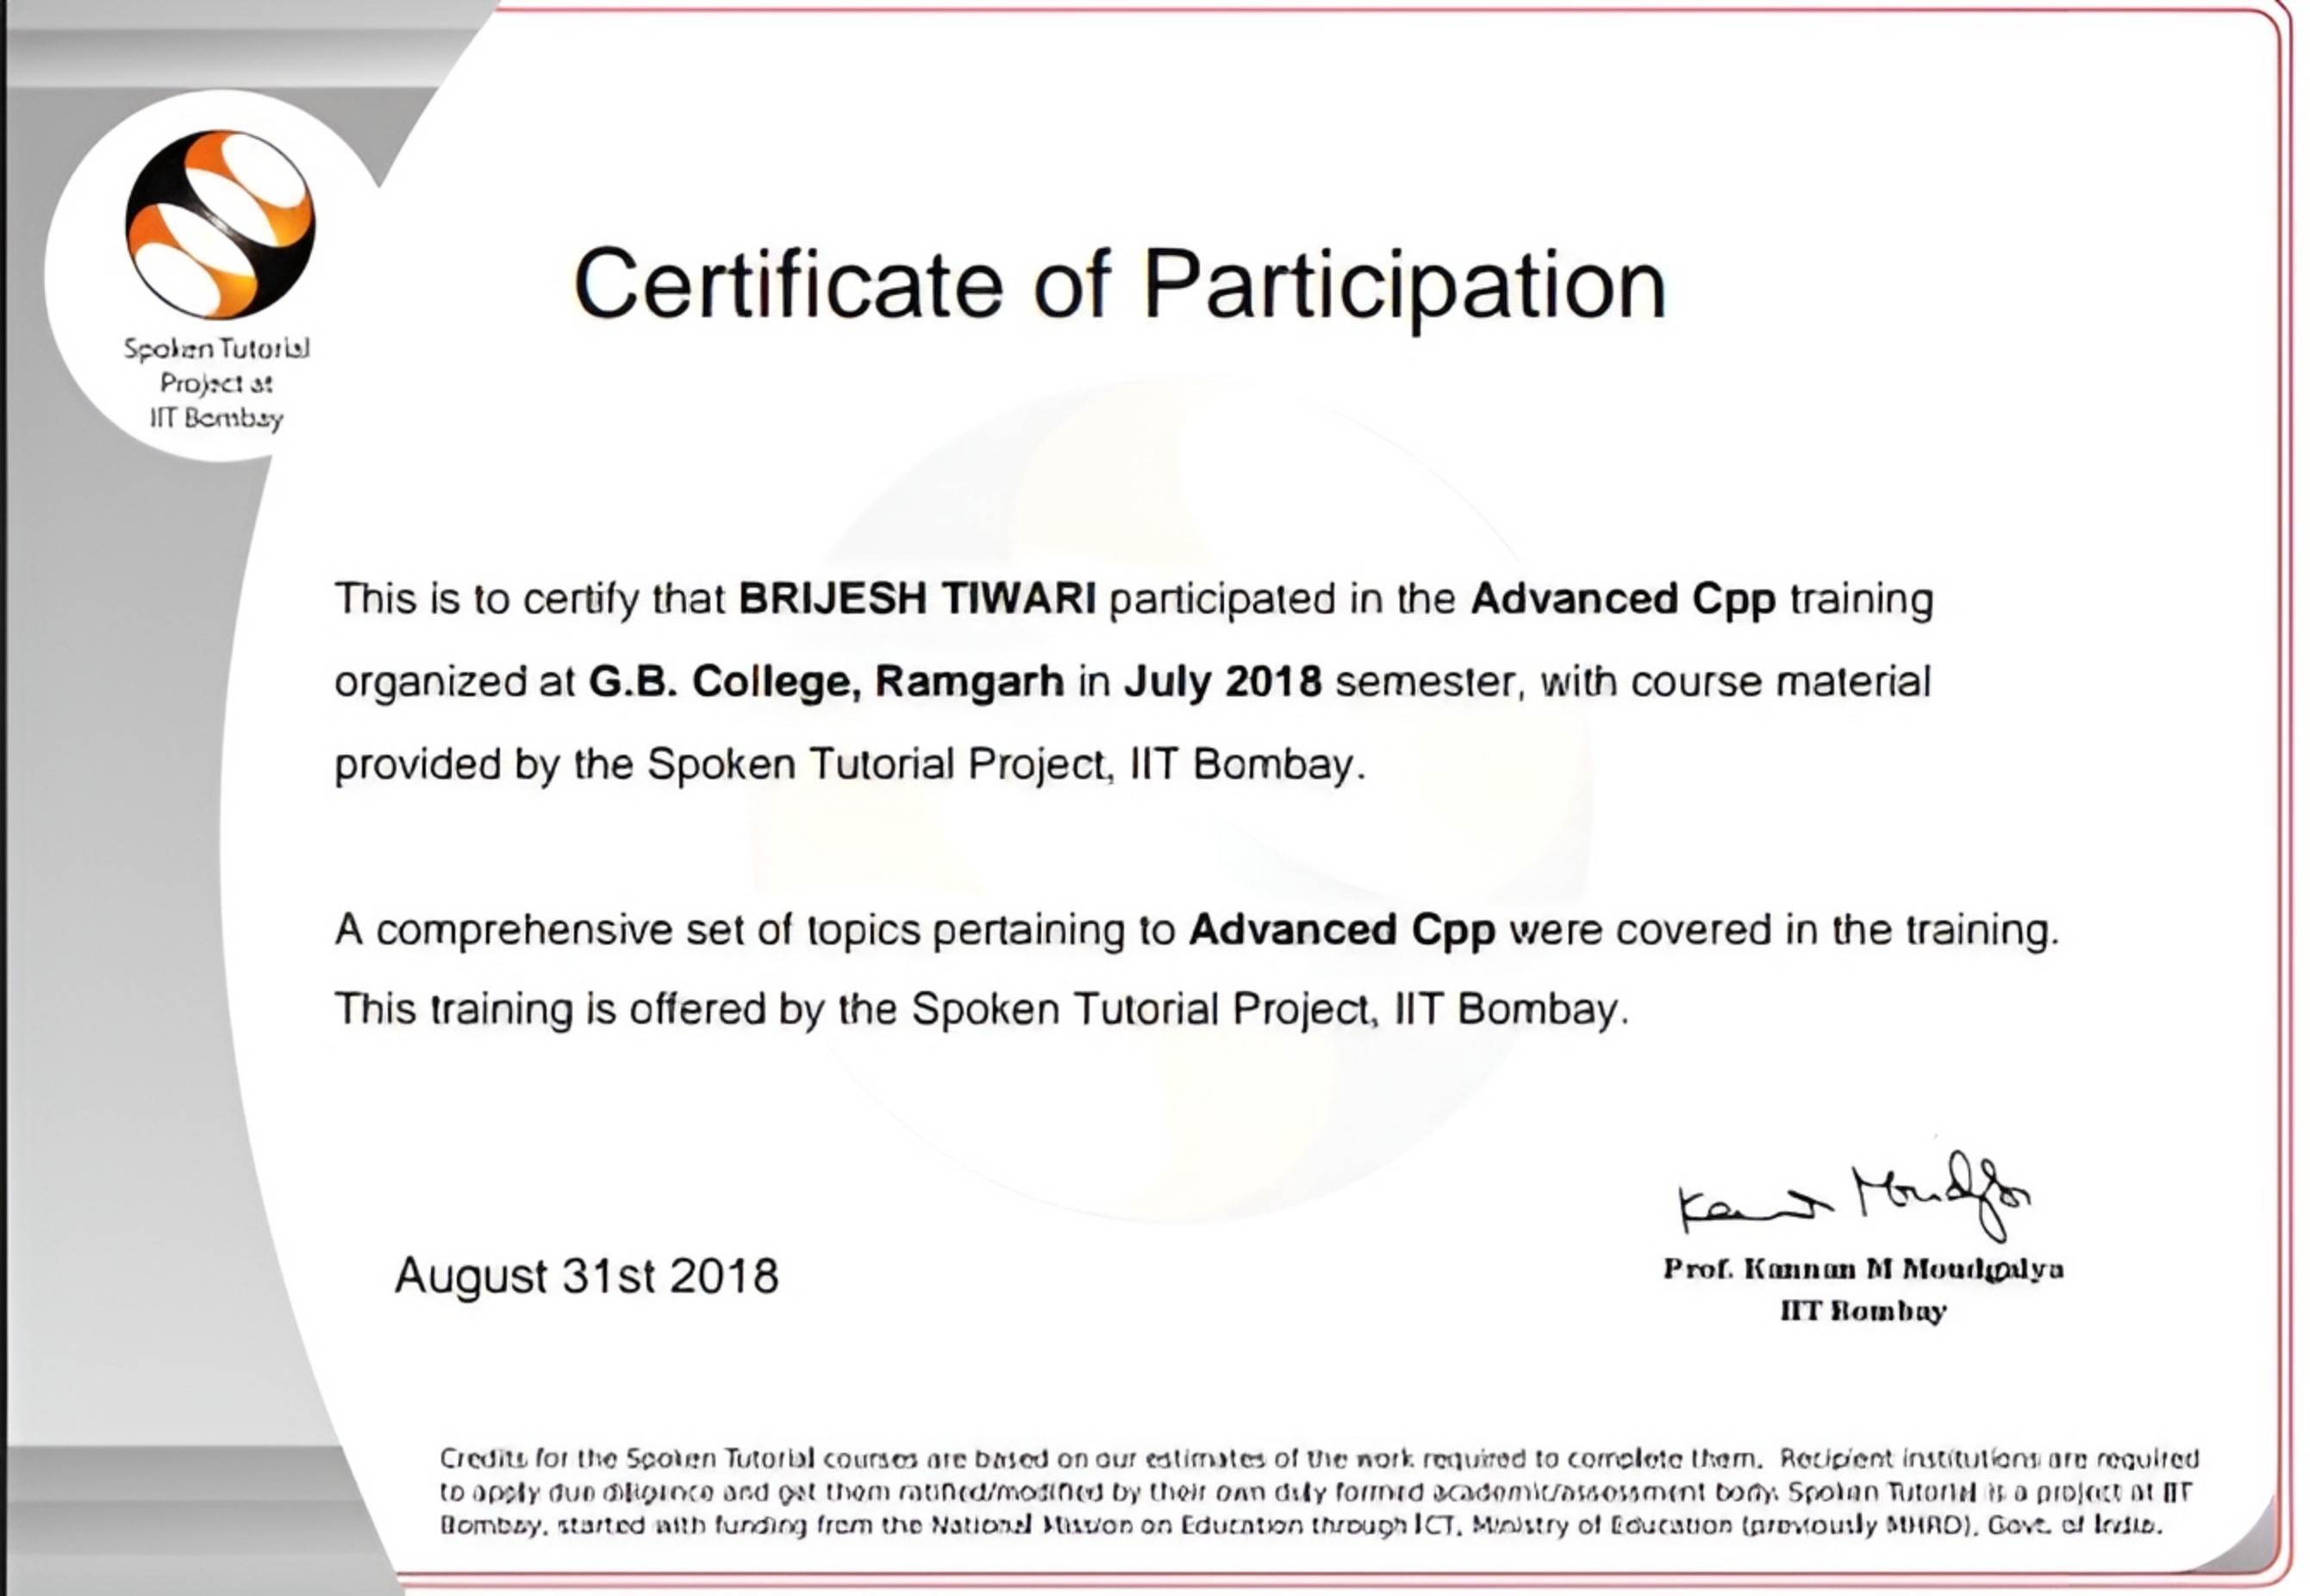 Spoken Tutorial
Project at
IIT Bombay
Certificate of Participation
This is to certify that BRIJESH TIWARI participated in the Advanced Cpp training
organized at G.B. College, Ramgarh in July 2018 semester, with course material
provided by the Spoken Tutorial Project, IIT Bombay.
A comprehensive set of topics pertaining to Advanced Cpp were covered in the training.
This training is offered by the Spoken Tutorial Project, IIT Bombay.
August 31st 2018
Prof. Kannan M Moudgalya
IIT Bombay
Credits for the Spoken Tutorial courses are based on our estimates of the work required to complete them. Recipient institutions are required
to apply due diligence and get them ratified/modified by their own duly formed academic/assessment body. Spoken Tutorial is a project at IIT
Bombay, started with funding from the National Mission on Education through ICT, Ministry of Education (previously MHRD), Govt. of India.